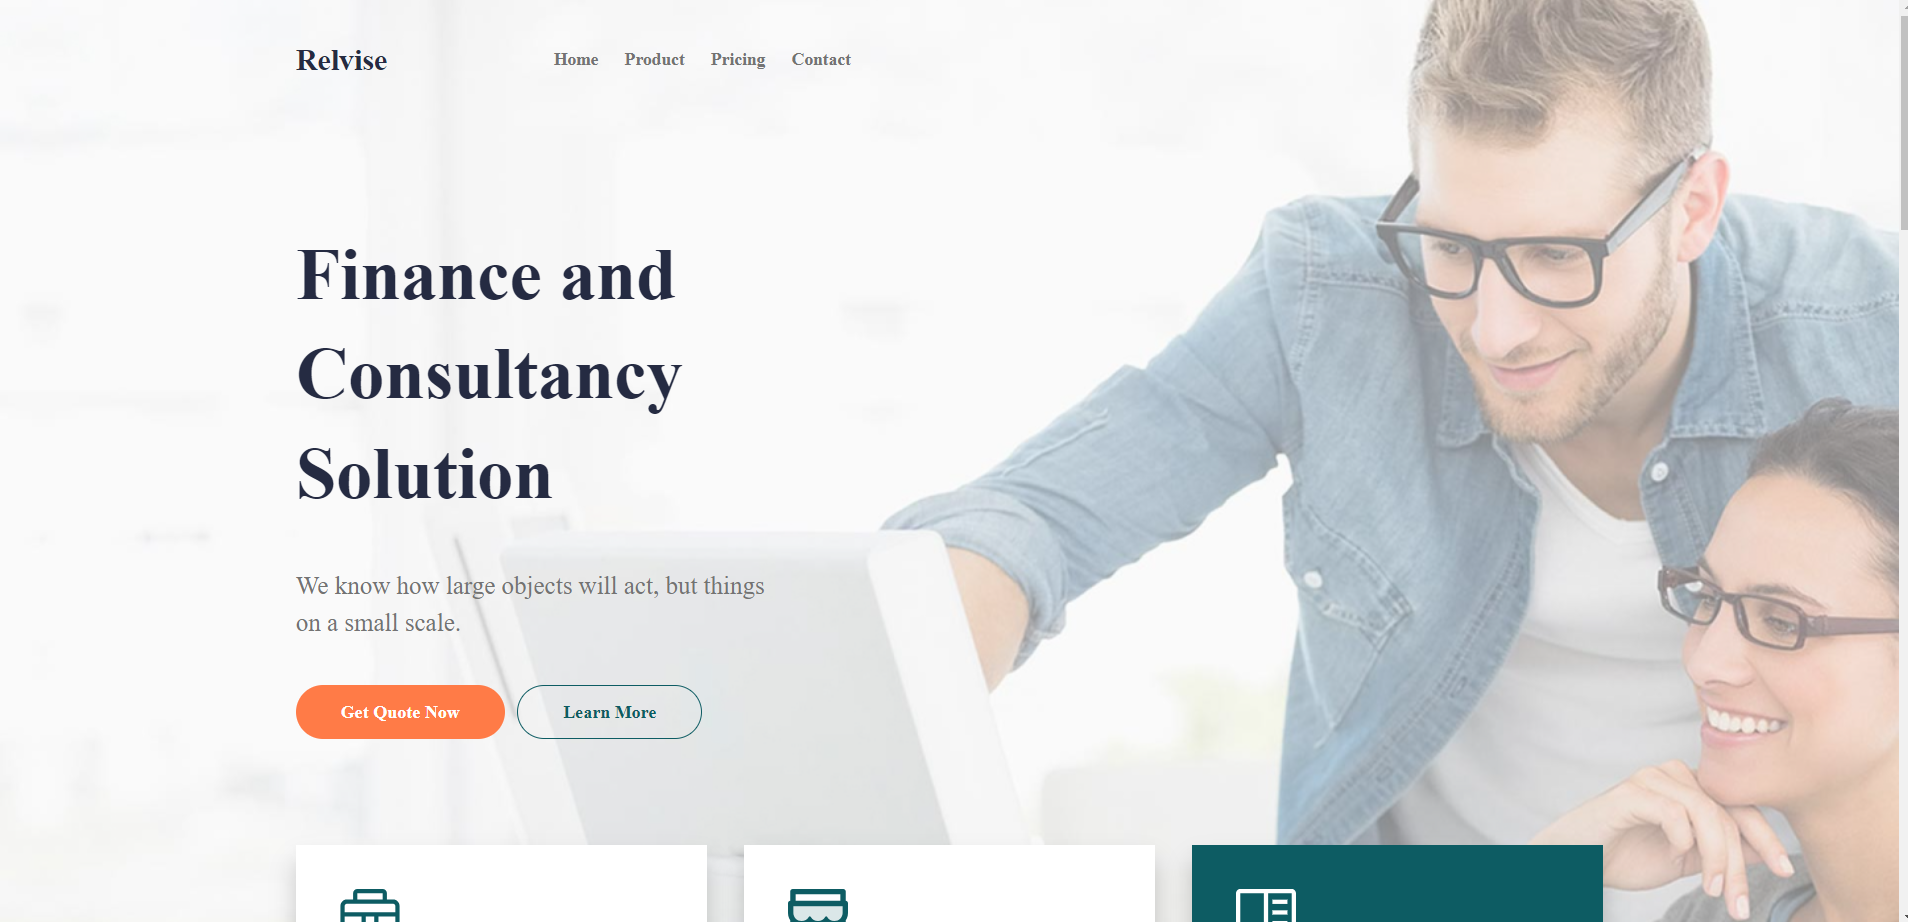 Relvise
Home Product Pricing Contact
Finance and
Consultancy
Solution
We know how large objects will act, but things
on a small scale.
Get Quote Now Learn More